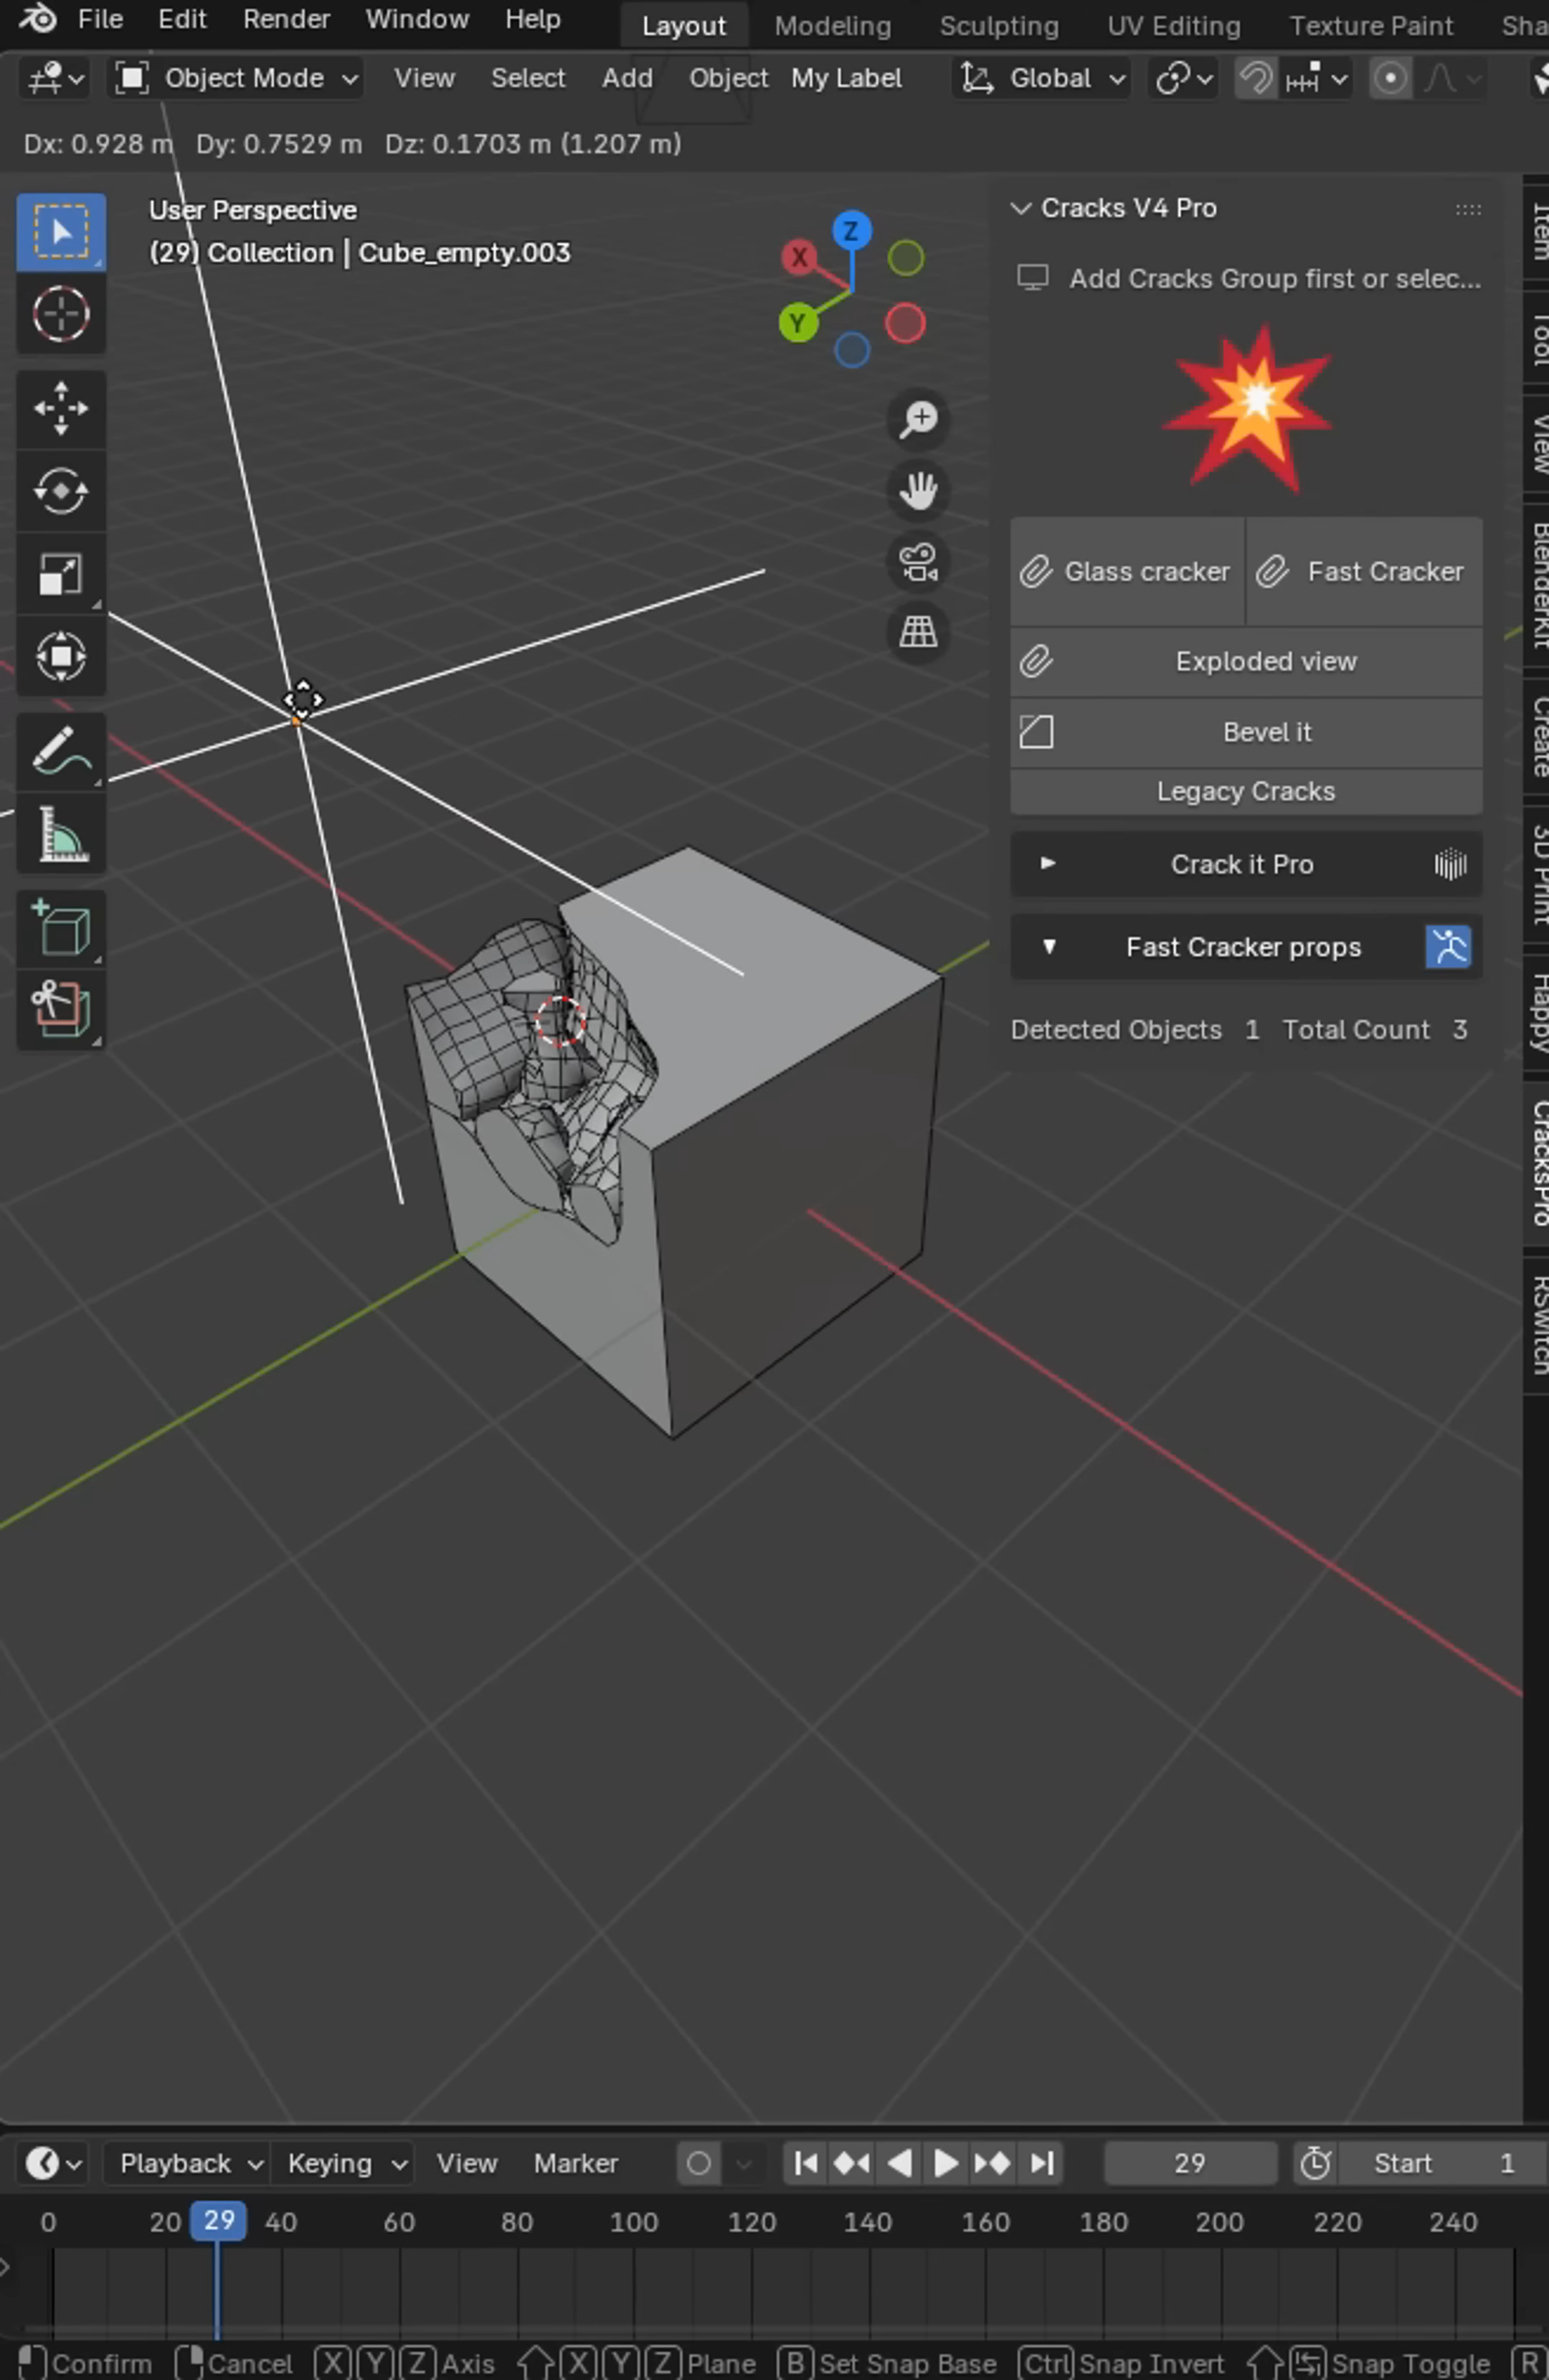 File Edit Render Window Help Layout Modeling Sculpting UV Editing Texture Paint Sha
Object Mode View Select Add Object My Label Global
Dx: 0.928 m Dy: 0.7529 m Dz: 0.1703 m (1.207 m)
User Perspective
(29) Collection | Cube_empty.003
Z
X
Y
Cracks V4 Pro
Add Cracks Group first or selec...
Glass cracker Fast Cracker
Exploded view
Bevel it
Legacy Cracks
Crack it Pro
Fast Cracker props
Detected Objects 1 Total Count 3
Item
Tool
View
BlenderKit
Create
3D Print
Happy
CracksPro
RSwitch
Playback Keying View Marker 29 Start 1
0 20 29 40 60 80 100 120 140 160 180 200 220 240
Confirm Cancel X Y Z Axis X Y Z Plane B Set Snap Base Ctrl Snap Invert Snap Toggle R